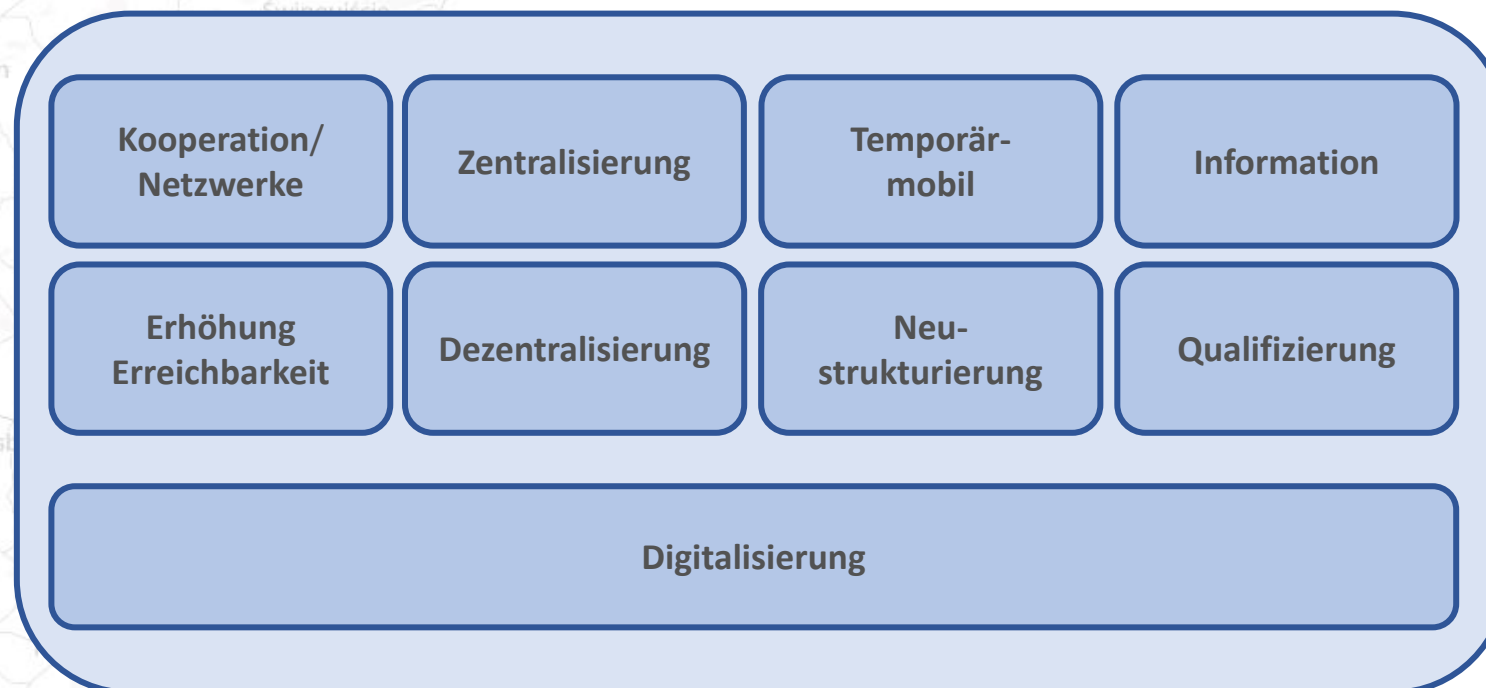 Kooperation/
Netzwerke
Zentralisierung
Temporär-
mobil
Information
Erhöhung
Erreichbarkeit
Dezentralisierung
Neu-
strukturierung
Qualifizierung
Digitalisierung